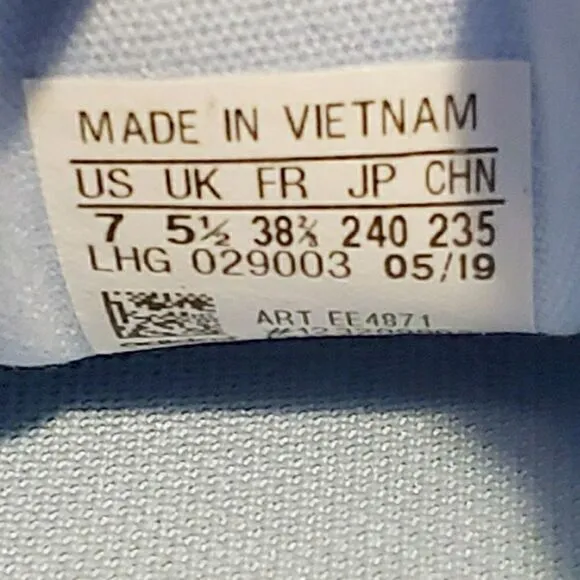 MADE IN VIETNAM
US UK FR JP CHN
7 5½ 38⅔ 240 235
LHG 029003 05/19
ART EE4871